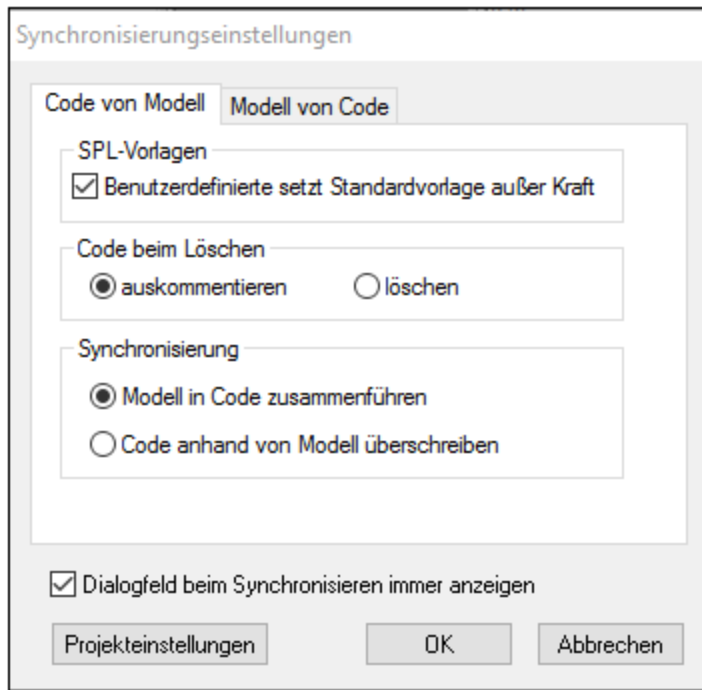 Synchronisierungseinstellungen
Code von Modell
Modell von Code
SPL-Vorlagen
Benutzerdefinierte setzt Standardvorlage außer Kraft
Code beim Löschen
auskommentieren
löschen
Synchronisierung
Modell in Code zusammenführen
Code anhand von Modell überschreiben
Dialogfeld beim Synchronisieren immer anzeigen
Projekteinstellungen
OK
Abbrechen